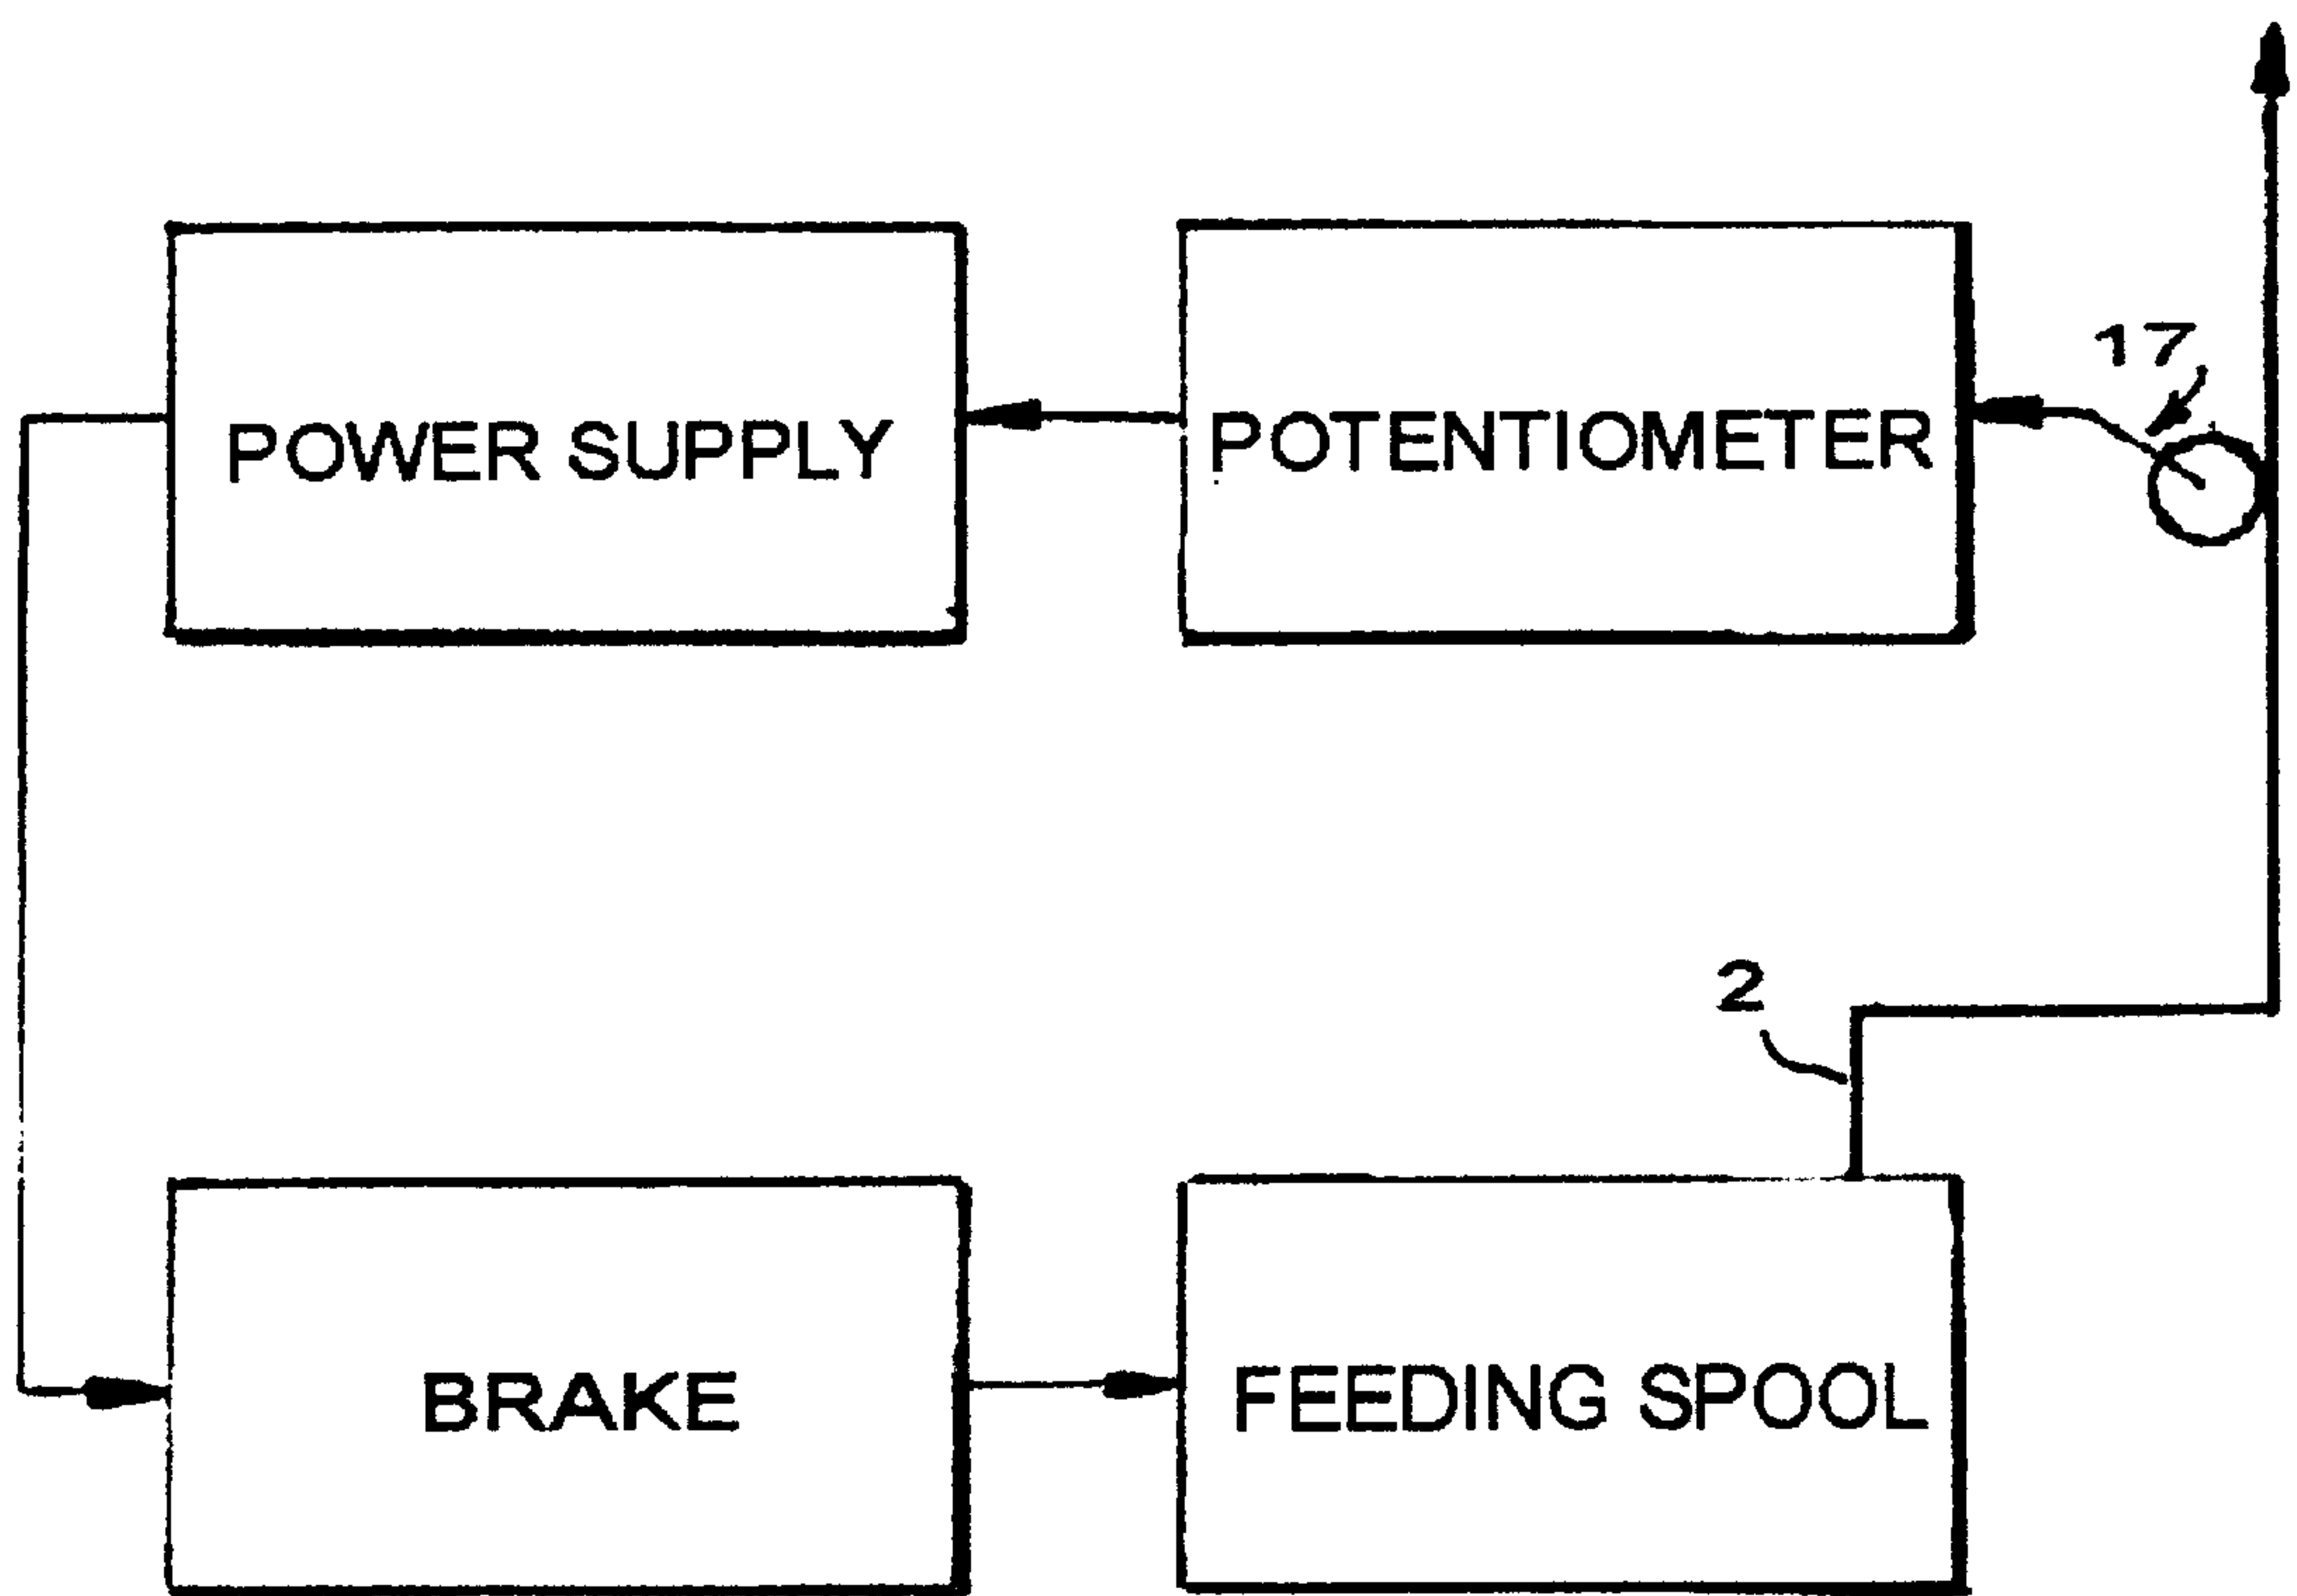 POWER SUPPLY
POTENTIOMETER
17
2
BRAKE
FEEDING SPOOL